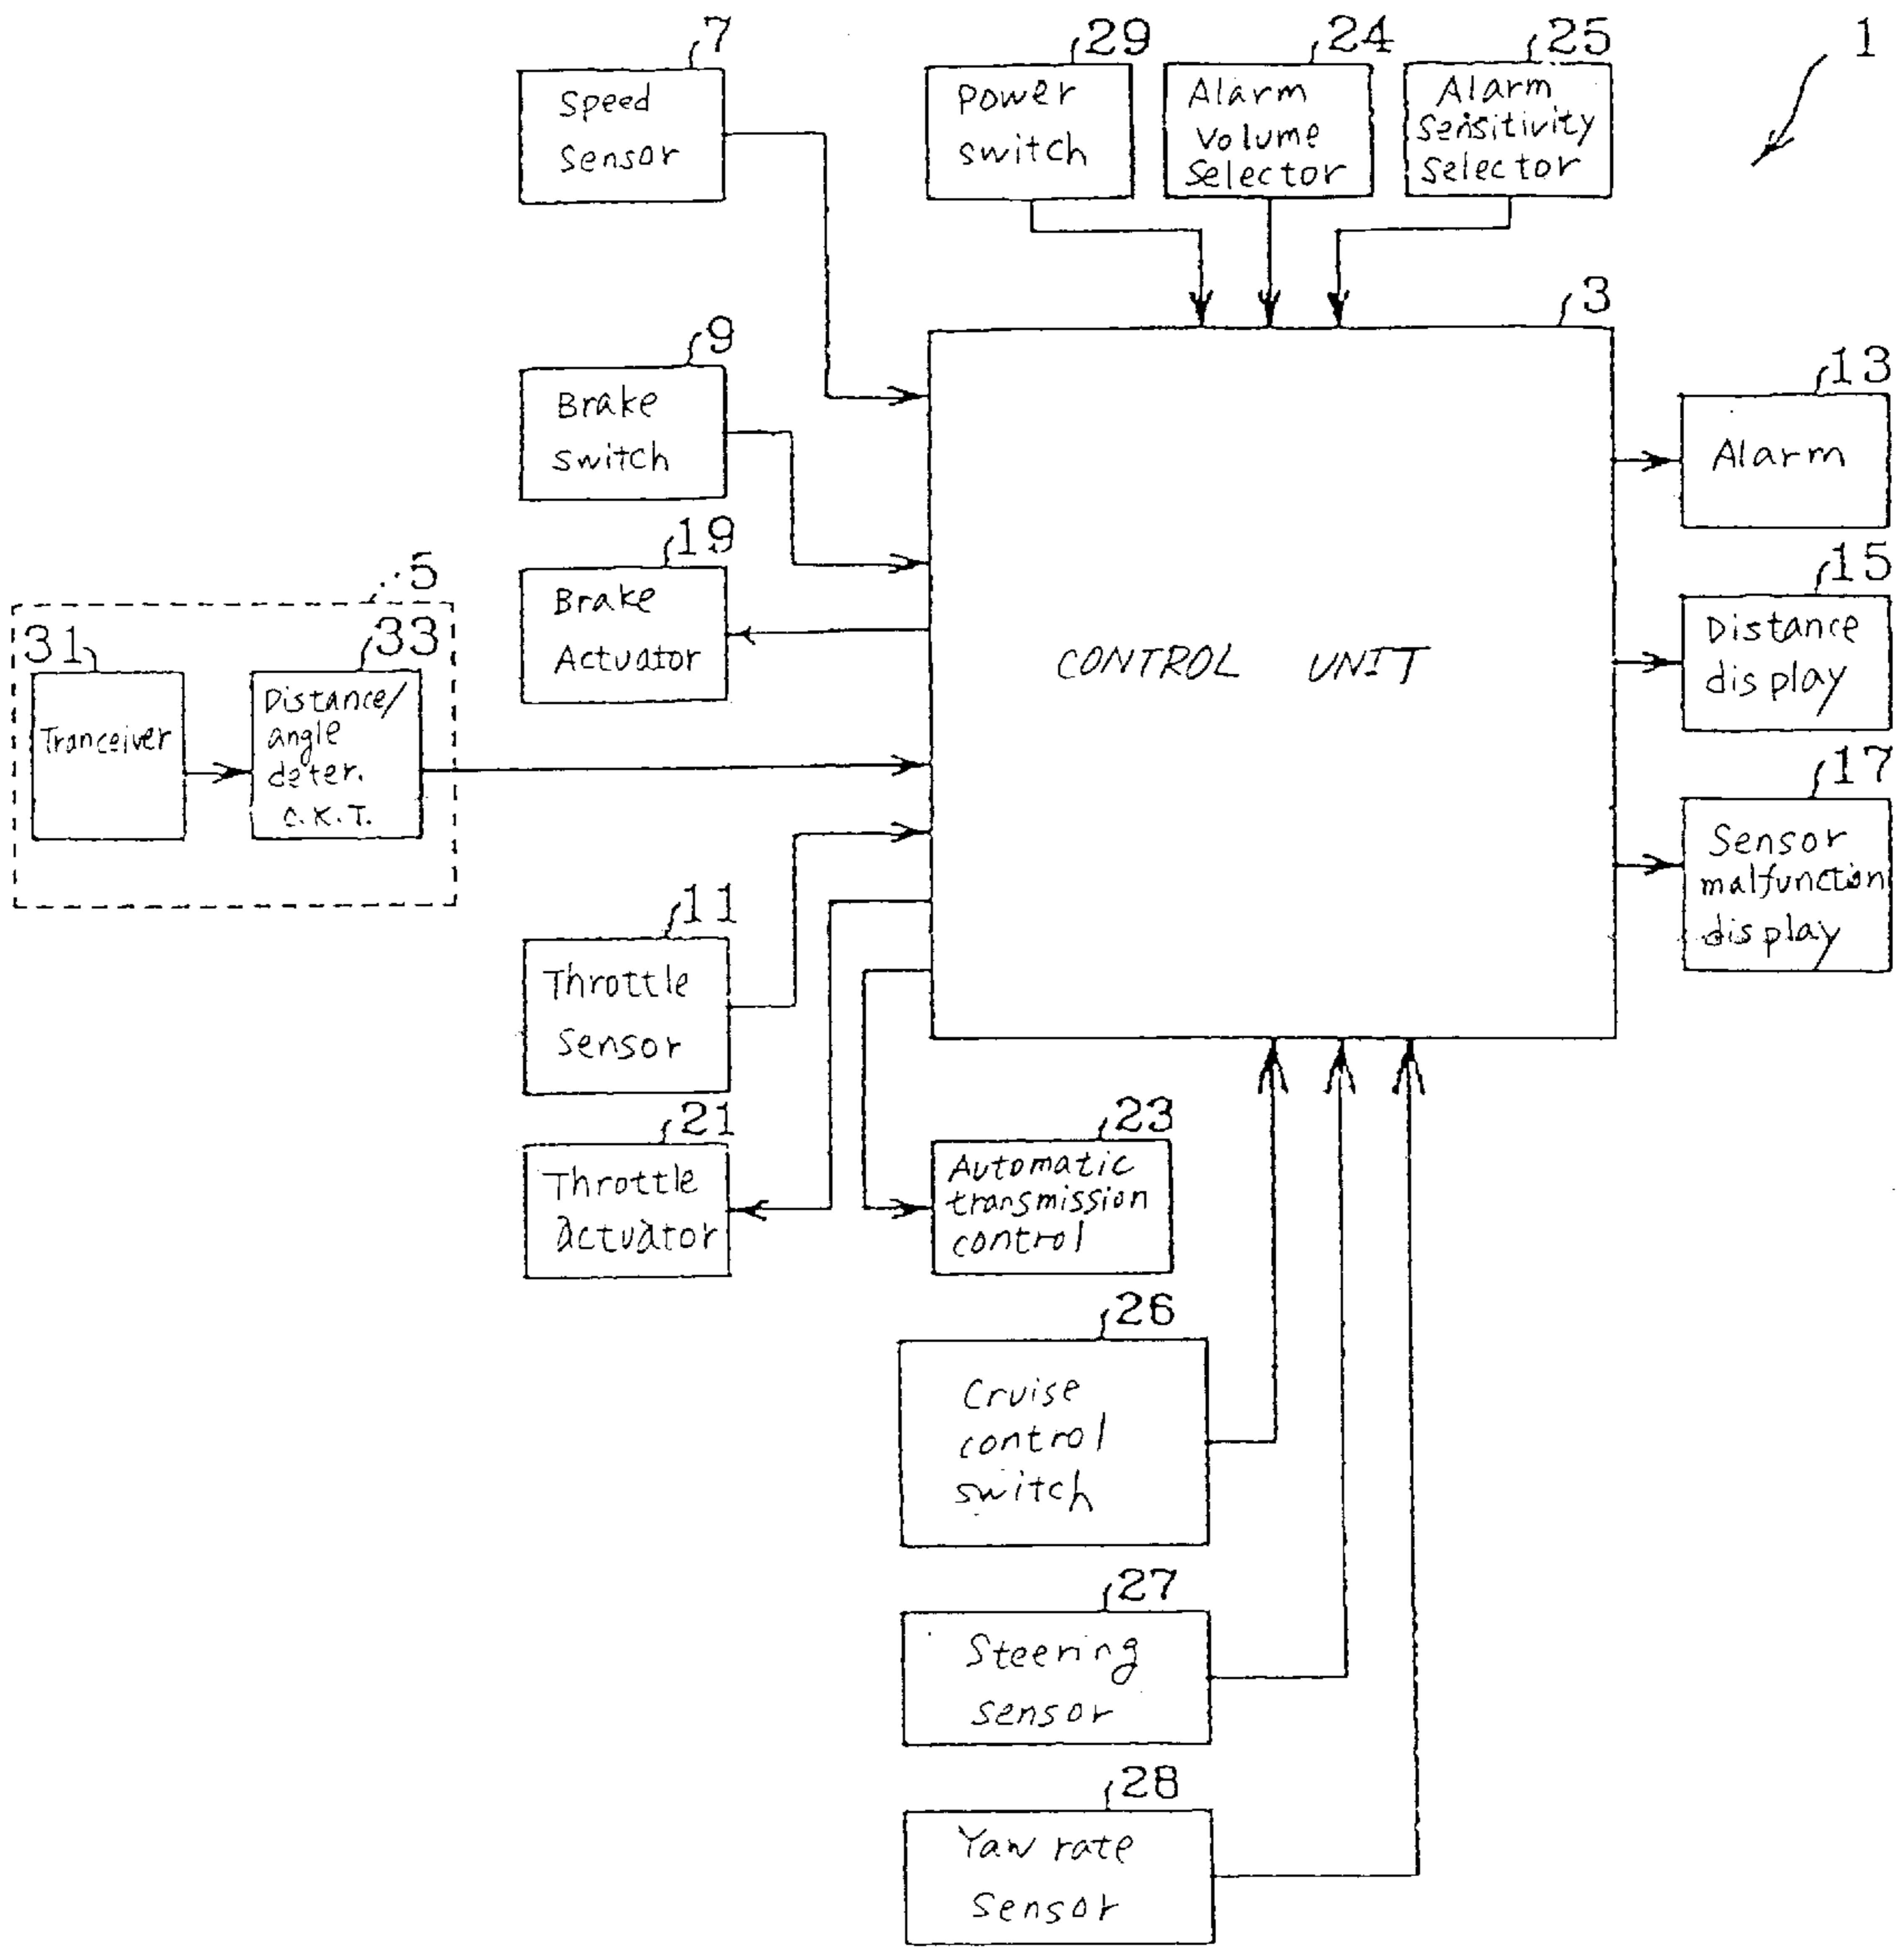 7
29
24
25
1
Speed
Sensor
Power
switch
Alarm
Volume
Selector
Alarm
Sensitivity
Selector
3
9
Brake
switch
13
Alarm
19
Brake
Actuator
CONTROL UNIT
15
Distance
display
5
31
33
Tranceiver
Distance/
angle
deter.
C.K.T.
17
Sensor
malfunction
display
11
Throttle
Sensor
21
Throttle
actuator
23
Automatic
transmission
control
26
Cruise
control
switch
27
Steering
sensor
28
Yaw rate
Sensor